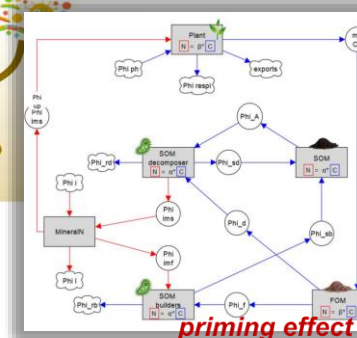 Plant
N = β* C
m
C
Phi ph
exports
Phi respi
Phi
up
Phi
ims
Phi_A
SOM
decomposer
N = α* C
Phi_rd
Phi_sd
SOM
N = α* C
Phi i
Phi
ims
Phi_d
MineralN
Phi_sb
Phi
imf
Phi l
SOM
builders
N = α* C
Phi_rb
Phi_f
FOM
N = α* C
priming effect